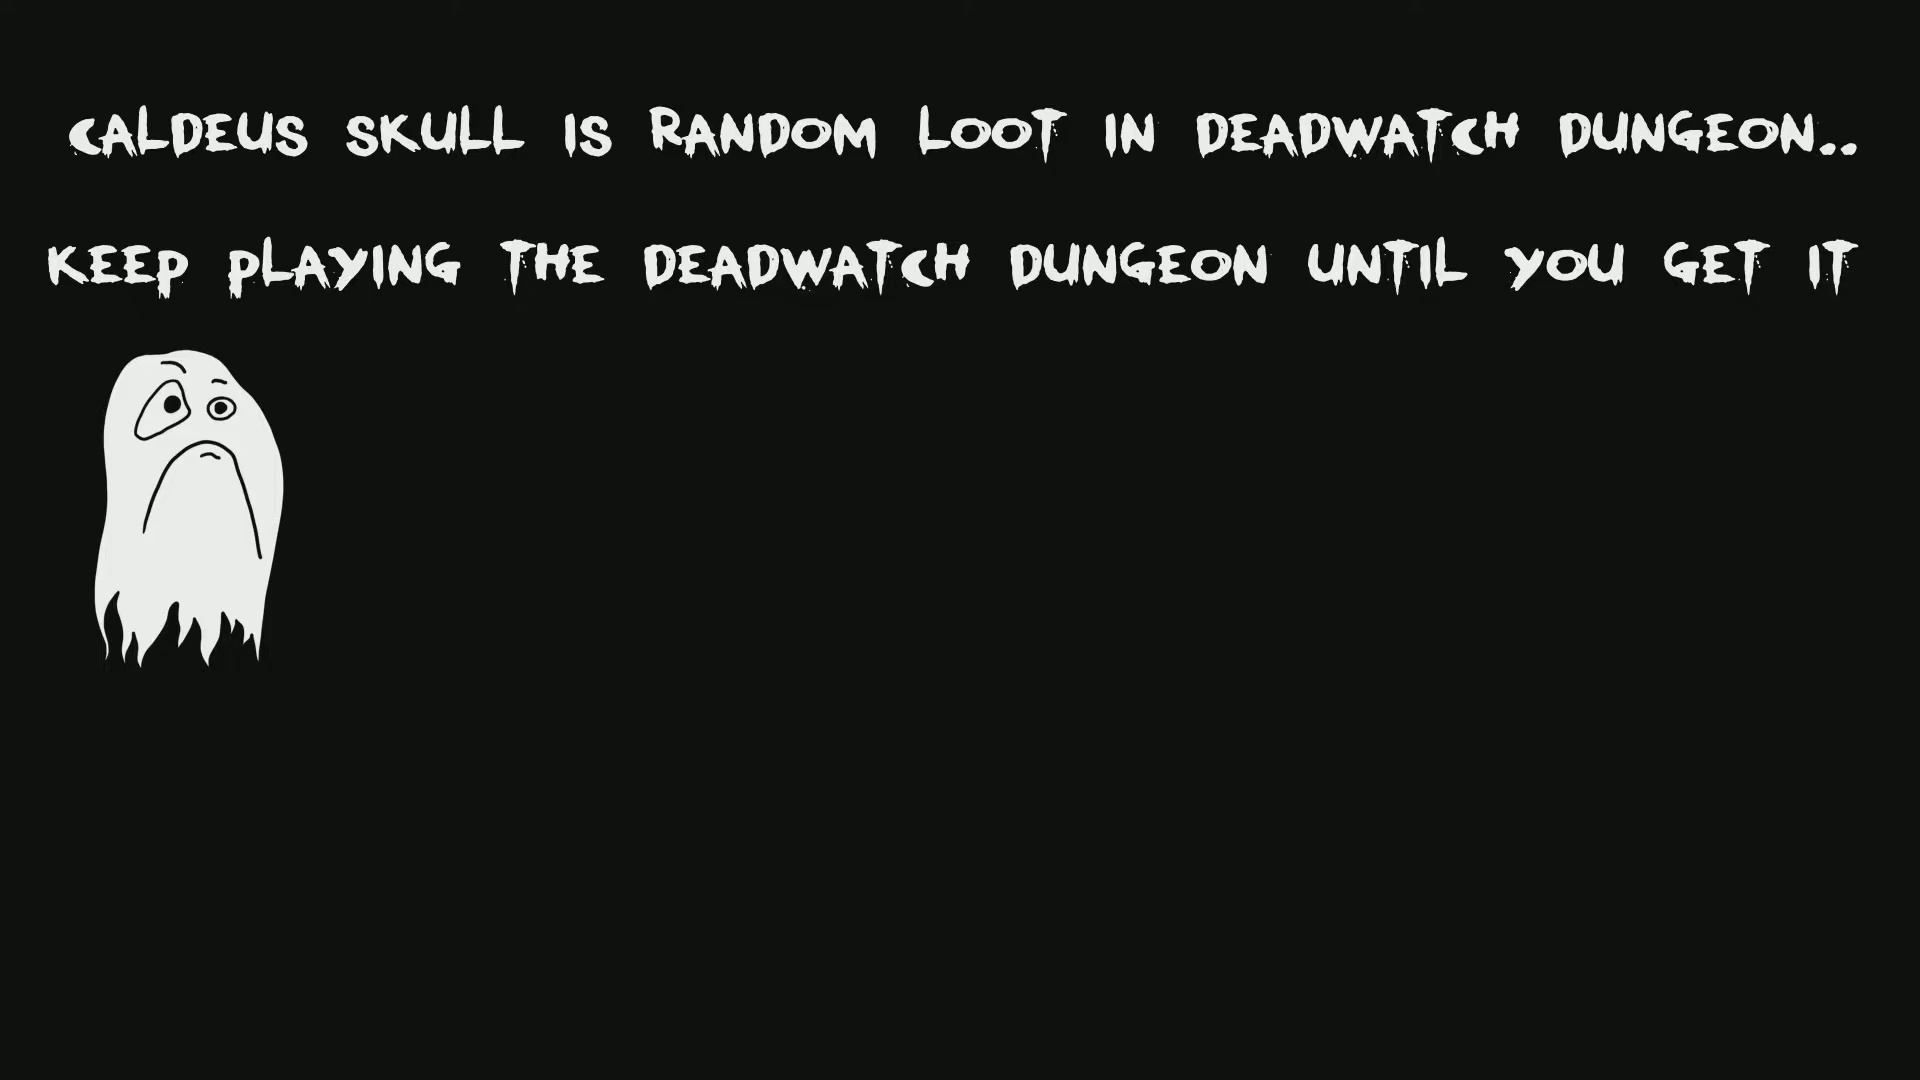 CALDEUS SKULL IS RANDOM LOOT IN DEADWATCH DUNGEON..
KEEP PLAYING THE DEADWATCH DUNGEON UNTIL YOU GET IT